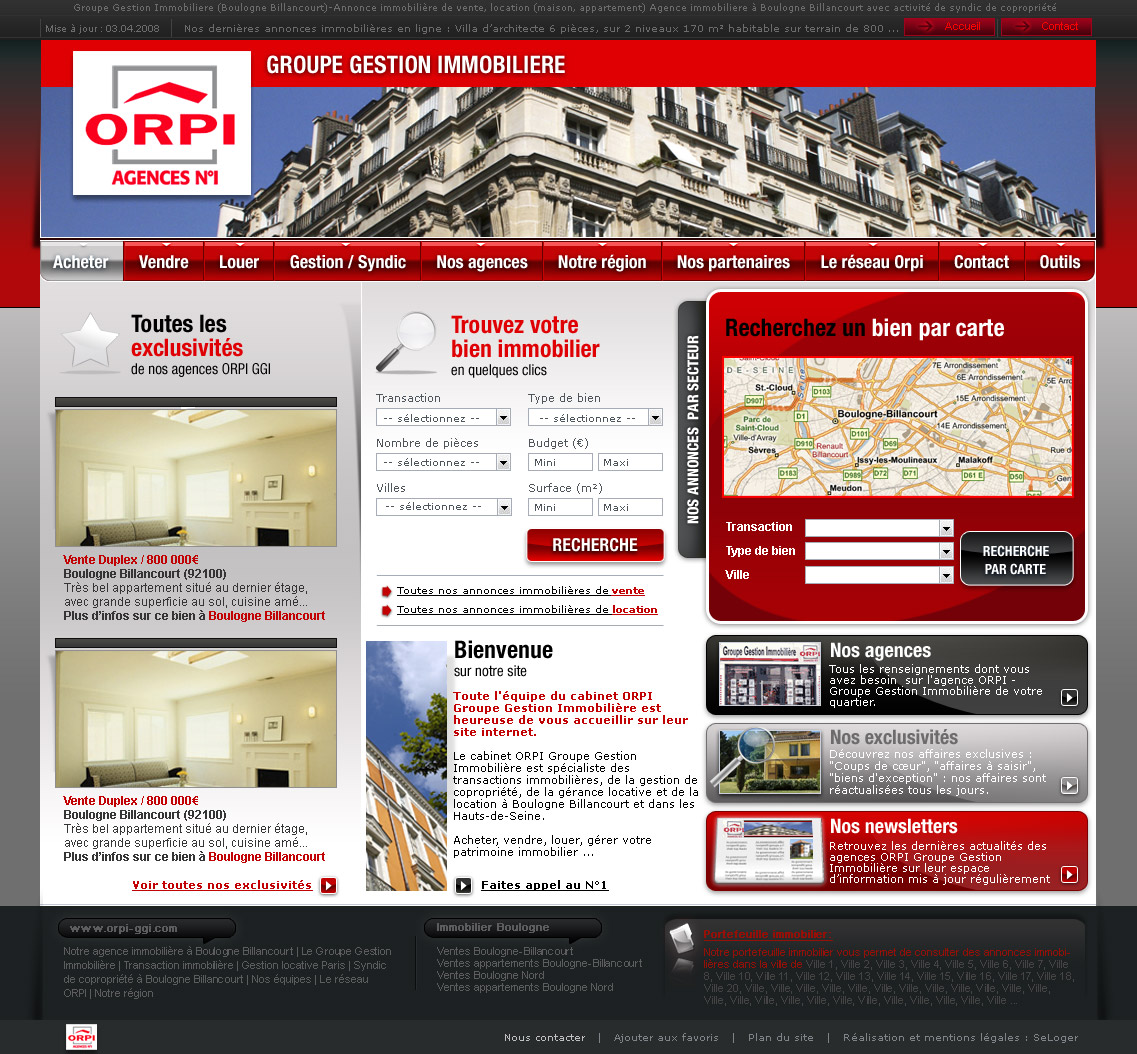 Groupe Gestion Immobiliere (Boulogne Billancourt)-Annonce immobilière de vente, location (maison, appartement) Agence immobiliere à Boulogne Billancourt avec activité de syndic de copropriété
Mise à jour : 03.04.2008
Nos dernières annonces immobilières en ligne : Villa d'architecte 6 pièces, sur 2 niveaux 170 m² habitable sur terrain de 800 ...
Accueil
Contact
GROUPE GESTION IMMOBILIERE
ORPI
AGENCES N°1
Acheter
Vendre
Louer
Gestion / Syndic
Nos agences
Notre région
Nos partenaires
Le réseau Orpi
Contact
Outils
Toutes les
exclusivités
de nos agences ORPI GGI
Vente Duplex / 800 000€
Boulogne Billancourt (92100)
Très bel appartement situé au dernier étage,
avec grande superficie au sol, cuisine amé...
Plus d'infos sur ce bien à Boulogne Billancourt
Vente Duplex / 800 000€
Boulogne Billancourt (92100)
Très bel appartement situé au dernier étage,
avec grande superficie au sol, cuisine amé...
Plus d'infos sur ce bien à Boulogne Billancourt
Voir toutes nos exclusivités
Trouvez votre
bien immobilier
en quelques clics
Transaction
Type de bien
-- sélectionnez --
-- sélectionnez --
Nombre de pièces
Budget (€)
-- sélectionnez --
Mini
Maxi
Villes
Surface (m²)
-- sélectionnez --
Mini
Maxi
RECHERCHE
Toutes nos annonces immobilières de vente
Toutes nos annonces immobilières de location
Bienvenue
sur notre site
Toute l'équipe du cabinet ORPI
Groupe Gestion Immobilière est
heureuse de vous accueillir sur leur
site internet.
Le cabinet ORPI Groupe Gestion
Immobilière est spécialiste des
transactions immobilières, de la gestion de
copropriété, de la gérance locative et de la
location à Boulogne Billancourt et dans les
Hauts-de-Seine.
Acheter, vendre, louer, gérer votre
patrimoine immobilier ...
Faites appel au N°1
NOS ANNONCES PAR SECTEUR
Recherchez un bien par carte
Saint-Cloud
DE-SEINE
Seine
7E Arrondissement
6E Arrondissement
5E Arr
St.-Cloud
D103
D907
15E Arrondissement
D1
Boulogne-Billancourt
Parc de
Saint-Cloud
14E Arrondissement
D101
Ville-d'Avray
D910
Renault
Billancourt
D69
Sèvres
Issy-les-Moulineaux
Malakoff
Rue d
D183
D989
D72
D71
D61 E
D50
Gen
Meudon
Transaction
Type de bien
Ville
RECHERCHE
PAR CARTE
Groupe Gestion Immobilière
Nos agences
Tous les renseignements dont vous
avez besoin sur l'agence ORPI -
Groupe Gestion Immobilière de votre
quartier.
Nos exclusivités
Découvrez nos affaires exclusives :
"Coups de cœur", "affaires à saisir",
"biens d'exception" : nos affaires sont
réactualisées tous les jours.
ORPI
Nos newsletters
Retrouvez les dernières actualités des
agences ORPI Groupe Gestion
Immobilière sur leur espace
d'information mis à jour régulièrement
www.orpi-ggi.com
Notre agence immobilière à Boulogne Billancourt | Le Groupe Gestion
Immobilière | Transaction immobilière | Gestion locative Paris | Syndic
de copropriété à Boulogne Billancourt | Nos équipes | Le réseau
ORPI | Notre région
Immobilier Boulogne
Ventes Boulogne-Billancourt
Ventes appartements Boulogne-Billancourt
Ventes Boulogne Nord
Ventes appartements Boulogne Nord
Portefeuille Immobilier:
Notre portefeuille immobilier vous permet de consulter des annonces immobi-
lières dans la ville de Ville 1, Ville 2, Ville 3, Ville 4, Ville 5, Ville 6, Ville 7, Ville
8, Ville 10, Ville 11, Ville 12, Ville 13, Ville 14, Ville 15, Ville 16, Ville 17, Ville 18,
Ville 20, Ville, Ville, Ville, Ville, Ville, Ville, Ville, Ville, Ville, Ville, Ville, Ville,
Ville, Ville, Ville, Ville, Ville, Ville, Ville, Ville, Ville, Ville, Ville, Ville ...
ORPI
AGENCES N°1
Nous contacter | Ajouter aux favoris | Plan du site | Réalisation et mentions légales : SeLoger